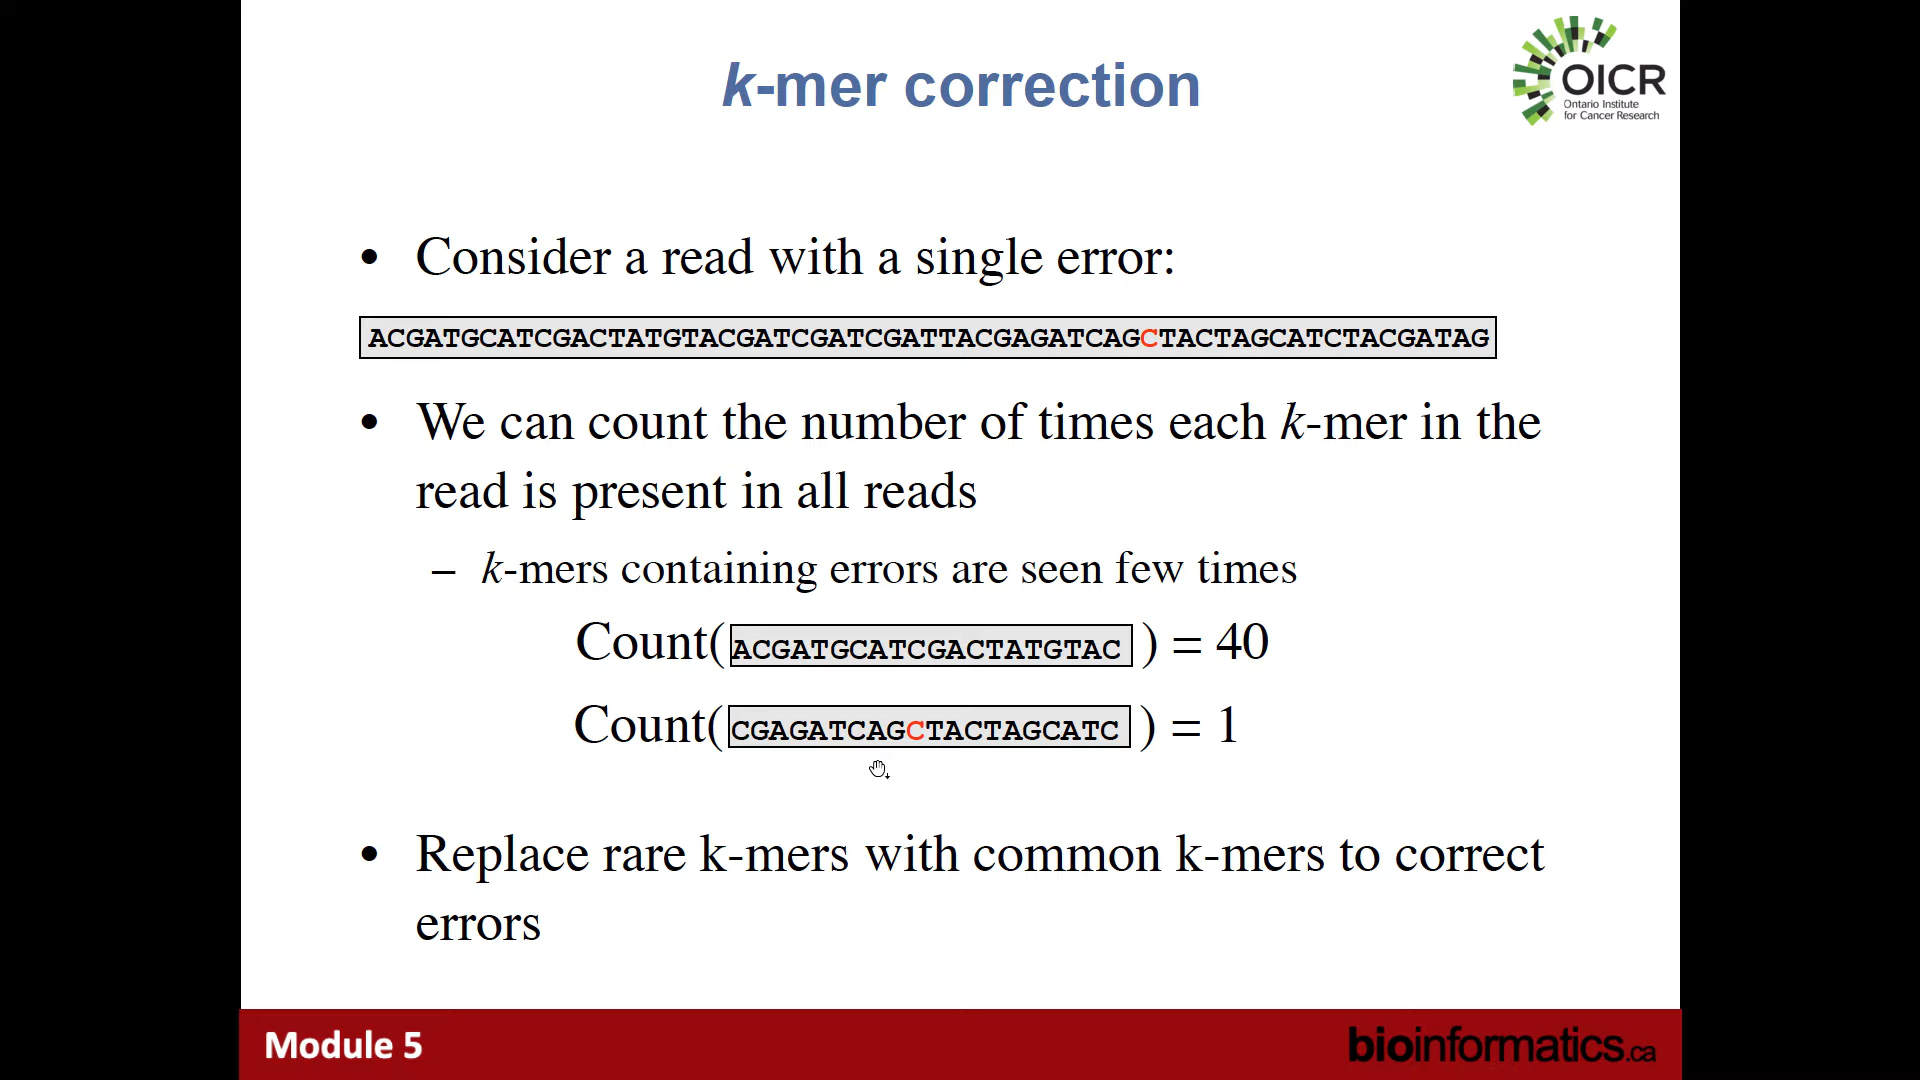 k-mer correction
OICR
Ontario Institute
for Cancer Research
• Consider a read with a single error:
ACGATGCATCGACTATGTACGATCGATCGATTACGAGATCAGCTACTAGCATCTACGATAG
• We can count the number of times each k-mer in the
read is present in all reads
– k-mers containing errors are seen few times
Count( ACGATGCATCGACTATGTAC ) = 40
Count( CGAGATCAGCTACTAGCATC ) = 1
• Replace rare k-mers with common k-mers to correct
errors
Module 5
bioinformatics.ca